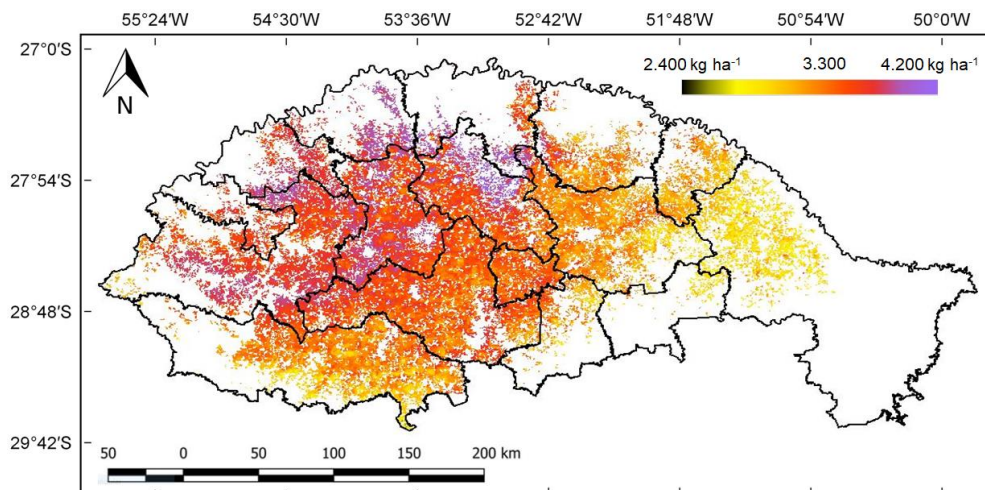 55°24'W 54°30'W 53°36'W 52°42'W 51°48'W 50°54'W 50°0'W
27°0'S
2.400 kg ha⁻¹ 3.300 4.200 kg ha⁻¹
N
27°54'S
28°48'S
29°42'S
50 0 50 100 150 200 km